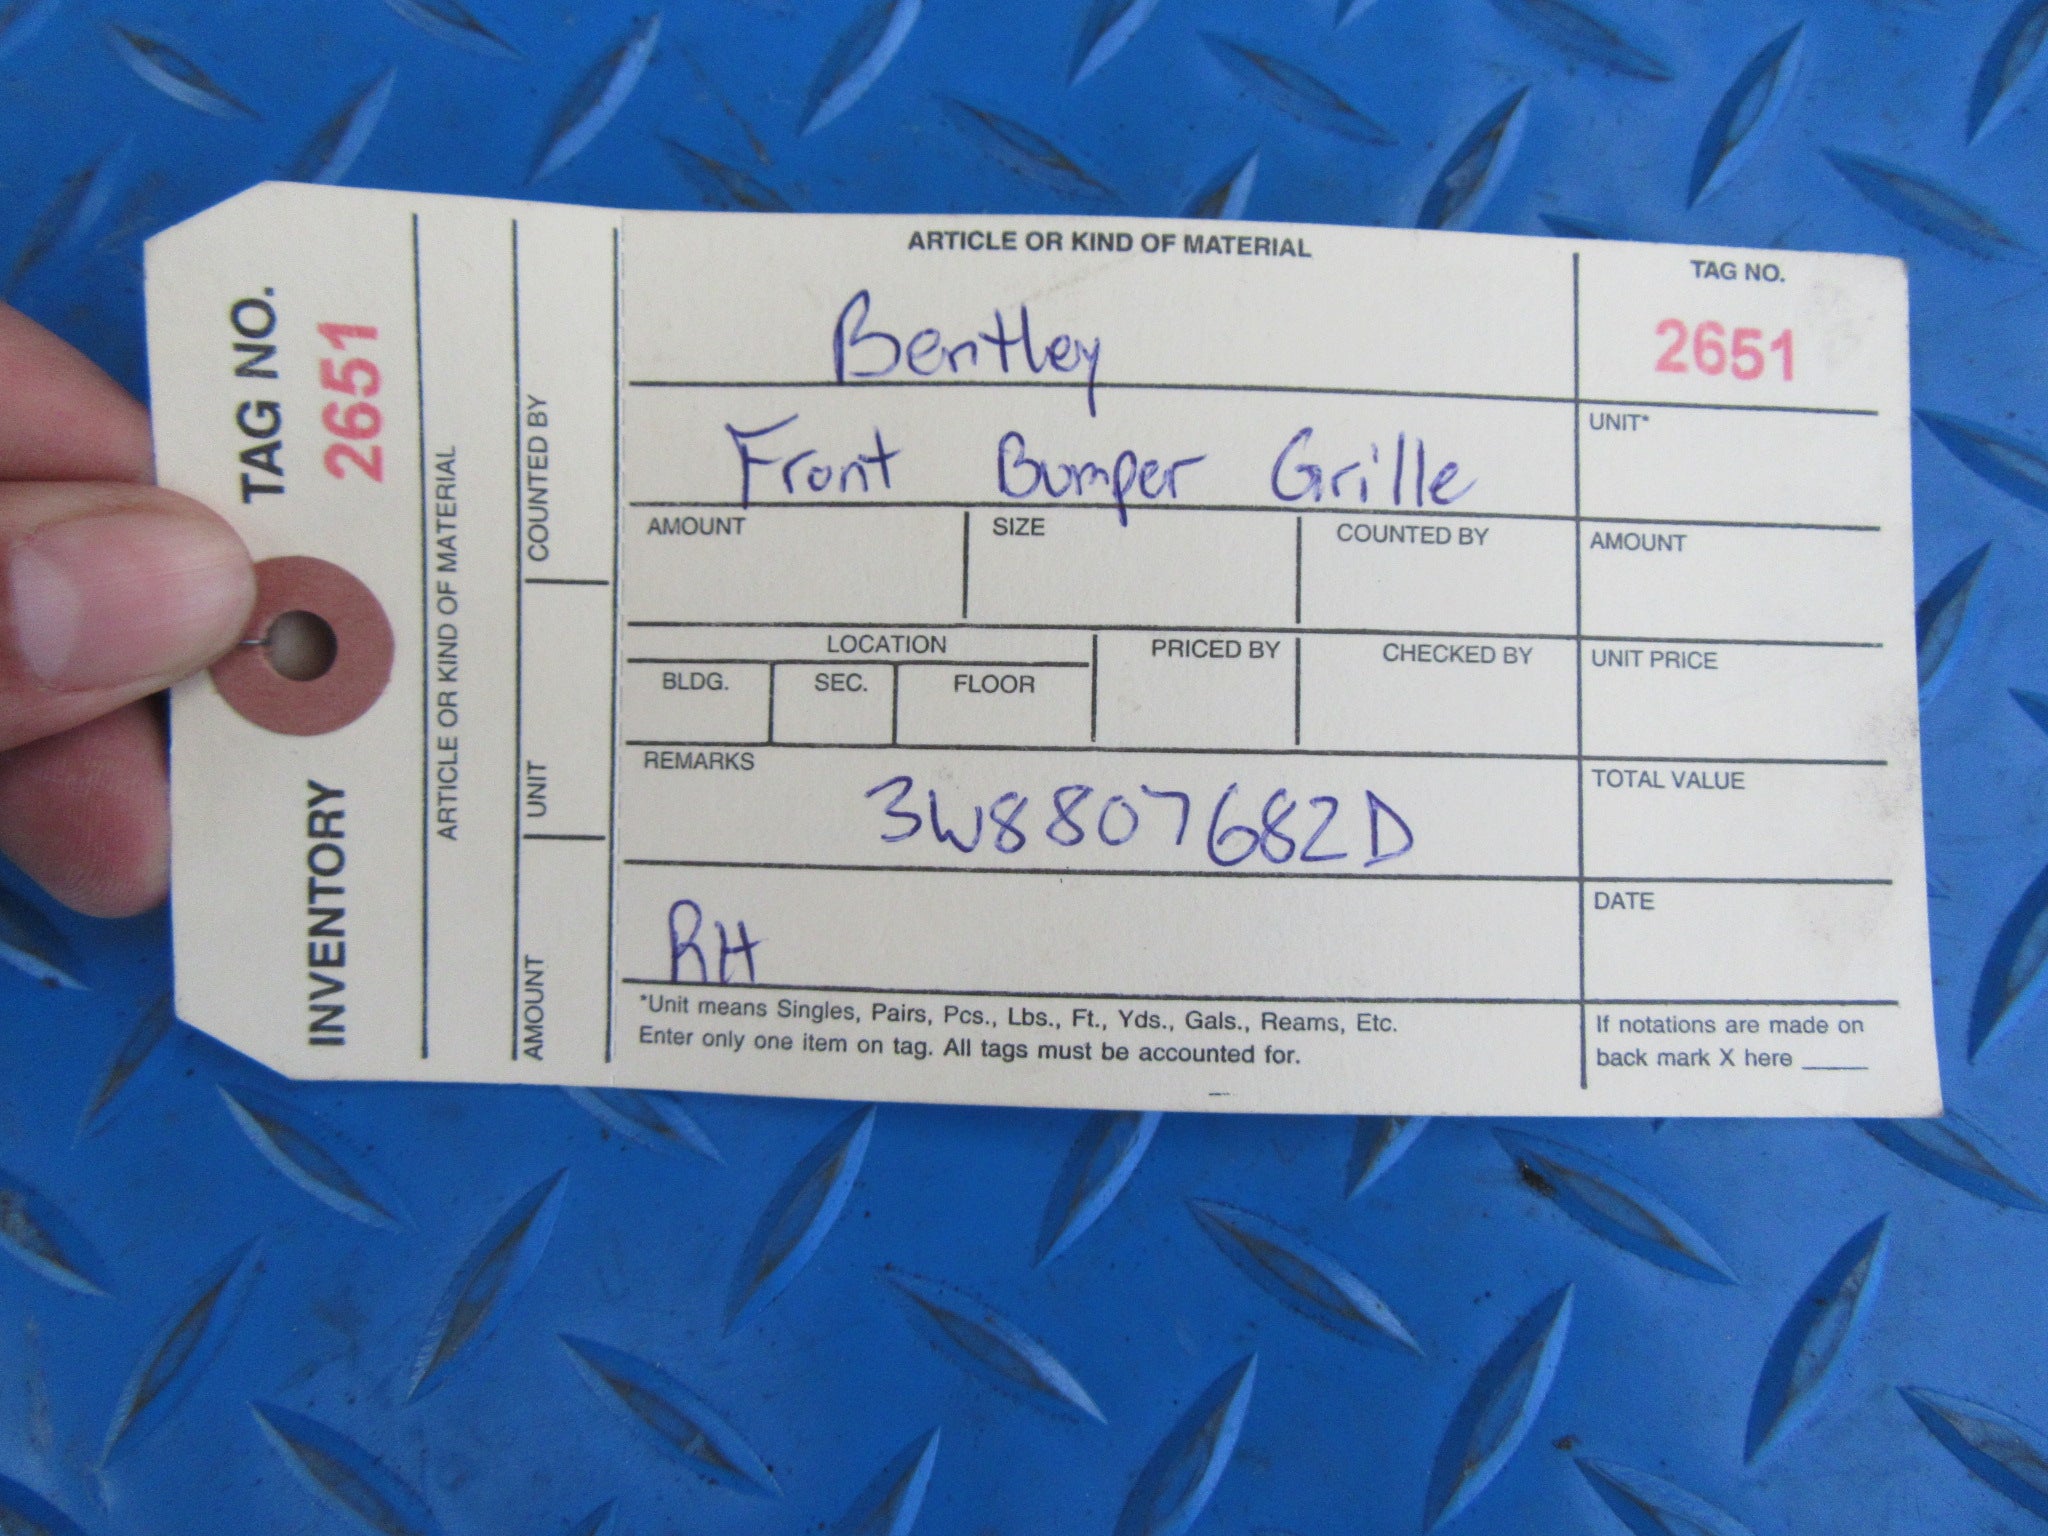 TAG NO.
2651
INVENTORY
ARTICLE OR KIND OF MATERIAL
COUNTED BY
UNIT
AMOUNT
ARTICLE OR KIND OF MATERIAL
Bentley
Front Bumper Grille
TAG NO.
2651
UNIT*
AMOUNT
SIZE
COUNTED BY
AMOUNT
LOCATION
BLDG.
SEC.
FLOOR
PRICED BY
CHECKED BY
UNIT PRICE
REMARKS
3W8807682D
TOTAL VALUE
RH
DATE
*Unit means Singles, Pairs, Pcs., Lbs., Ft., Yds., Gals., Reams, Etc.
Enter only one item on tag. All tags must be accounted for.
If notations are made on
back mark X here ____